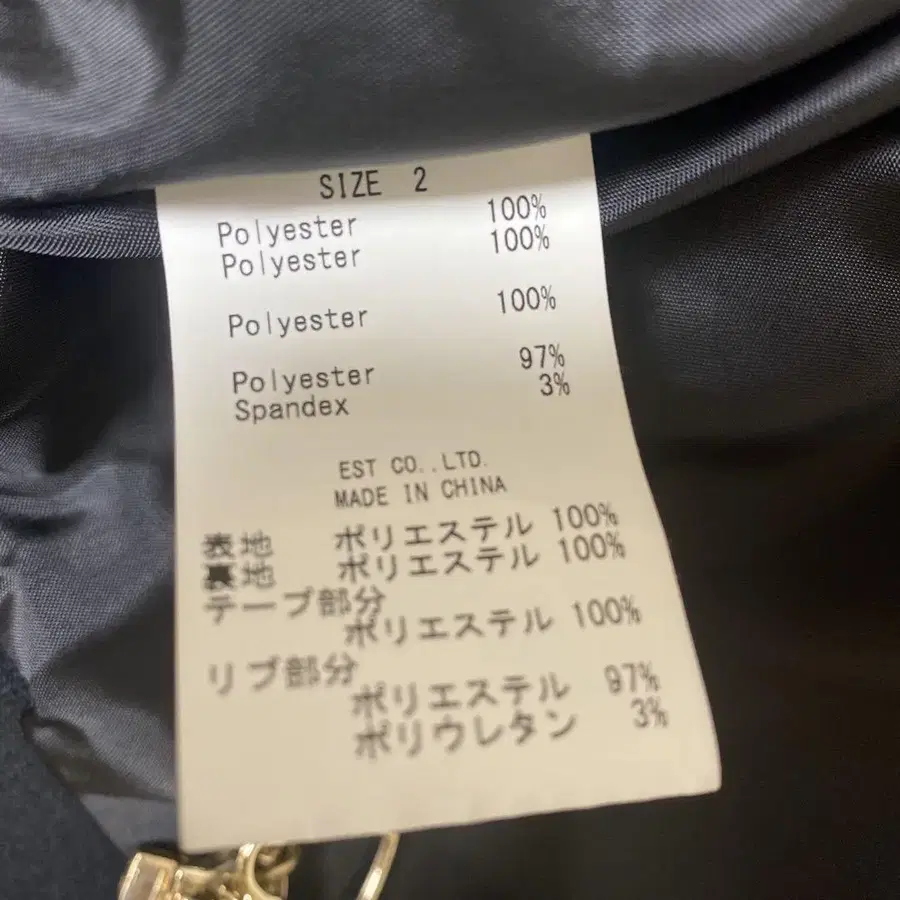 SIZE 2
Polyester 100%
Polyester 100%
Polyester 100%
Polyester 97%
Spandex 3%
EST CO.,LTD.
MADE IN CHINA
表地 ポリエステル 100%
裏地 ポリエステル 100%
テープ部分
ポリエステル 100%
リブ部分
ポリエステル 97%
ポリウレタン 3%